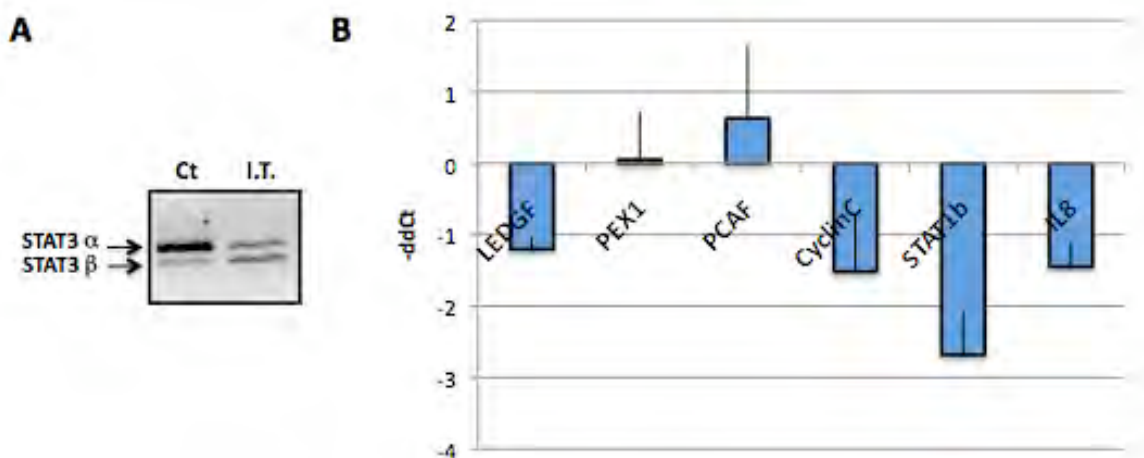 A
Ct I.T.
STAT3 α
STAT3 β
B
2
1
0
-1
-2
-3
-4
-ddCt
LEDGF
PEX1
PCAF
CyclinC
STAT1b
IL8